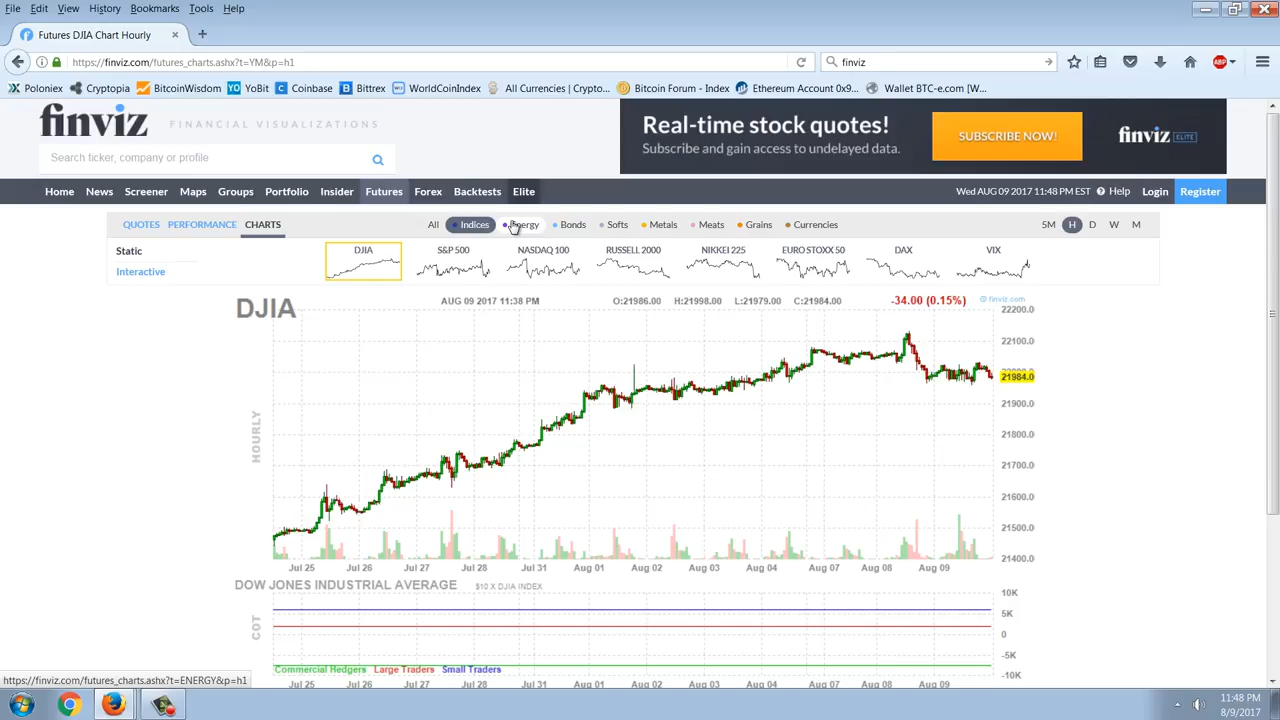 File Edit View History Bookmarks Tools Help
Futures DJIA Chart Hourly
https://finviz.com/futures_charts.ashx?t=YM&p=h1
finviz
Poloniex Cryptopia BitcoinWisdom YoBit Coinbase Bittrex WorldCoinIndex All Currencies (Crypto... Bitcoin Forum - Index Ethereum Account 0x9... Wallet BTC-e.com [W...
finviz FINANCIAL VISUALIZATIONS
Real-time stock quotes!
Subscribe and gain access to undelayed data.
SUBSCRIBE NOW!
finviz ELITE
Search ticker, company or profile
Home News Screener Maps Groups Portfolio Insider Futures Forex Backtests Elite
Wed AUG 09 2017 11:48 PM EST Help Login Register
QUOTES PERFORMANCE CHARTS
All Indices Energy Bonds Softs Metals Meats Grains Currencies
5M H D W M
Static
Interactive
DJIA S&P 500 NASDAQ 100 RUSSELL 2000 NIKKEI 225 EURO STOXX 50 DAX VIX
DJIA
AUG 09 2017 11:38 PM O:21986.00 H:21998.00 L:21979.00 C:21984.00 -34.00 (0.15%) © finviz.com
22200.0
22100.0
21984.0
21900.0
21800.0
21700.0
21600.0
21500.0
21400.0
HOURLY
Jul 25 Jul 26 Jul 27 Jul 28 Jul 31 Aug 01 Aug 02 Aug 03 Aug 04 Aug 07 Aug 08 Aug 09
DOW JONES INDUSTRIAL AVERAGE $10 X DJIA INDEX
10K
5K
0
-5K
-10K
COT
Commercial Hedgers Large Traders Small Traders
Jul 25 Jul 26 Jul 27 Jul 28 Jul 31 Aug 01 Aug 02 Aug 03 Aug 04 Aug 07 Aug 08 Aug 09
https://finviz.com/futures_charts.ashx?t=ENERGY&p=h1
11:48 PM
8/9/2017